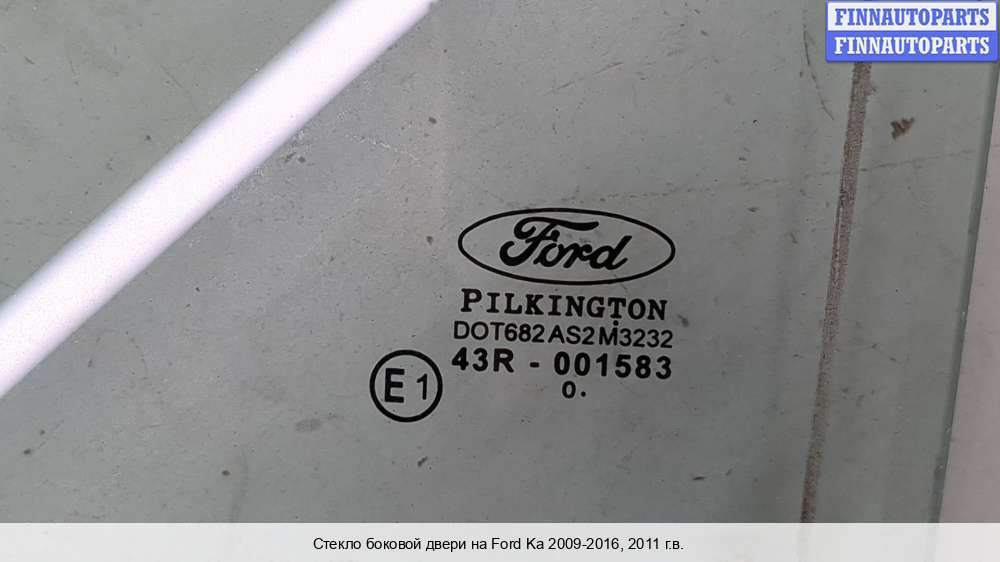 FINNAUTOPARTS
FINNAUTOPARTS
Ford
PILKINGTON
DOT682 AS2 M3232
43R - 001583
E1
0.
Стекло боковой двери на Ford Ka 2009-2016, 2011 г.в.